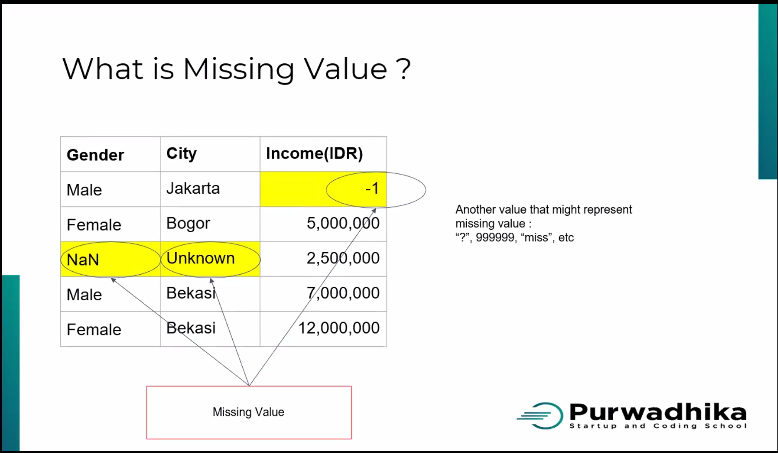 What is Missing Value ?
Gender City Income(IDR)
Male Jakarta -1
Female Bogor 5,000,000
NaN Unknown 2,500,000
Male Bekasi 7,000,000
Female Bekasi 12,000,000
Another value that might represent
missing value :
“?”, 999999, “miss”, etc
Missing Value
Purwadhika
Startup and Coding School